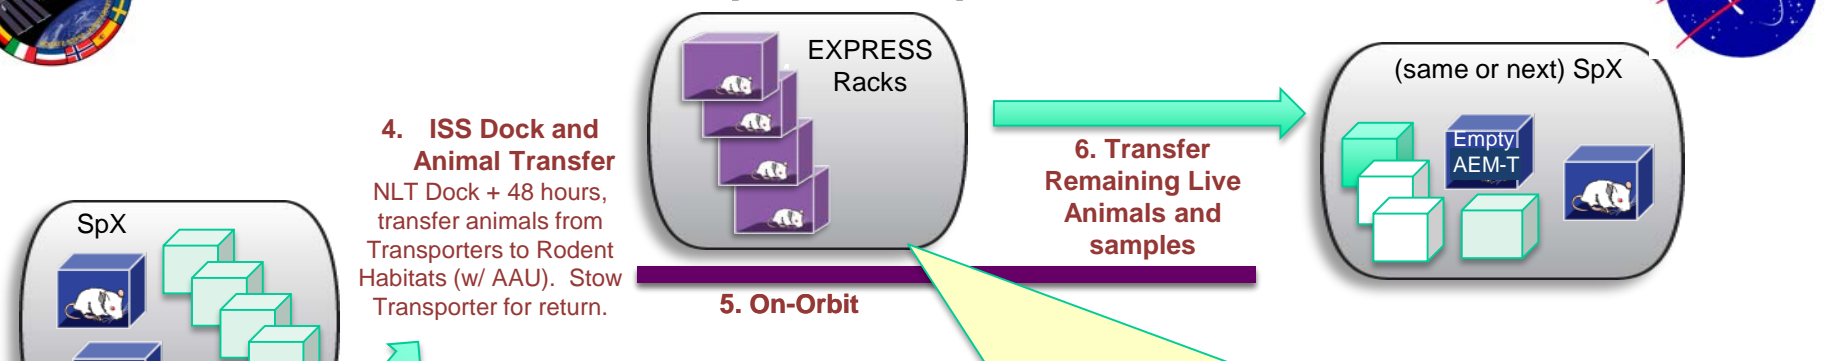 EXPRESS
Racks
(same or next) SpX
Empty
AEM-T
4. ISS Dock and
Animal Transfer
NLT Dock + 48 hours,
transfer animals from
Transporters to Rodent
Habitats (w/ AAU). Stow
Transporter for return.
6. Transfer
Remaining Live
Animals and
samples
SpX
5. On-Orbit